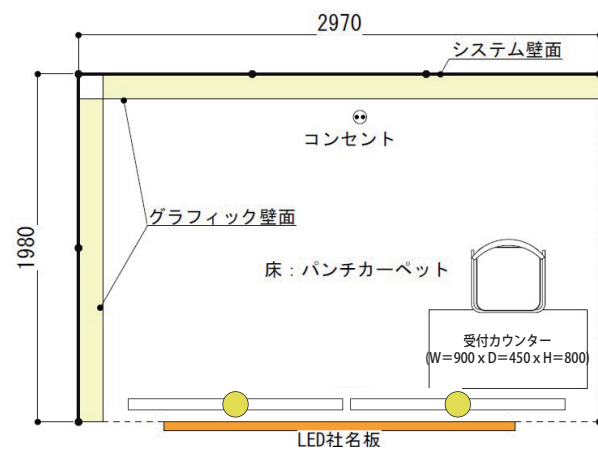 2970
システム壁面
コンセント
グラフィック壁面
1980
床：パンチカーペット
受付カウンター
(W＝900 x D＝450 x H＝800)
LED社名板